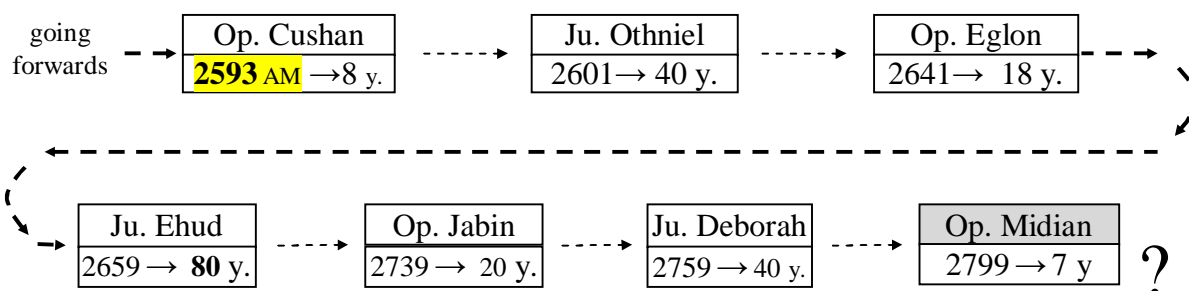 going
forwards
Op. Cushan
2593 AM →8 y.
Ju. Othniel
2601→ 40 y.
Op. Eglon
2641→ 18 y.
Ju. Ehud
2659 → 80 y.
Op. Jabin
2739 → 20 y.
Ju. Deborah
2759 → 40 y.
Op. Midian
2799 → 7 y
?